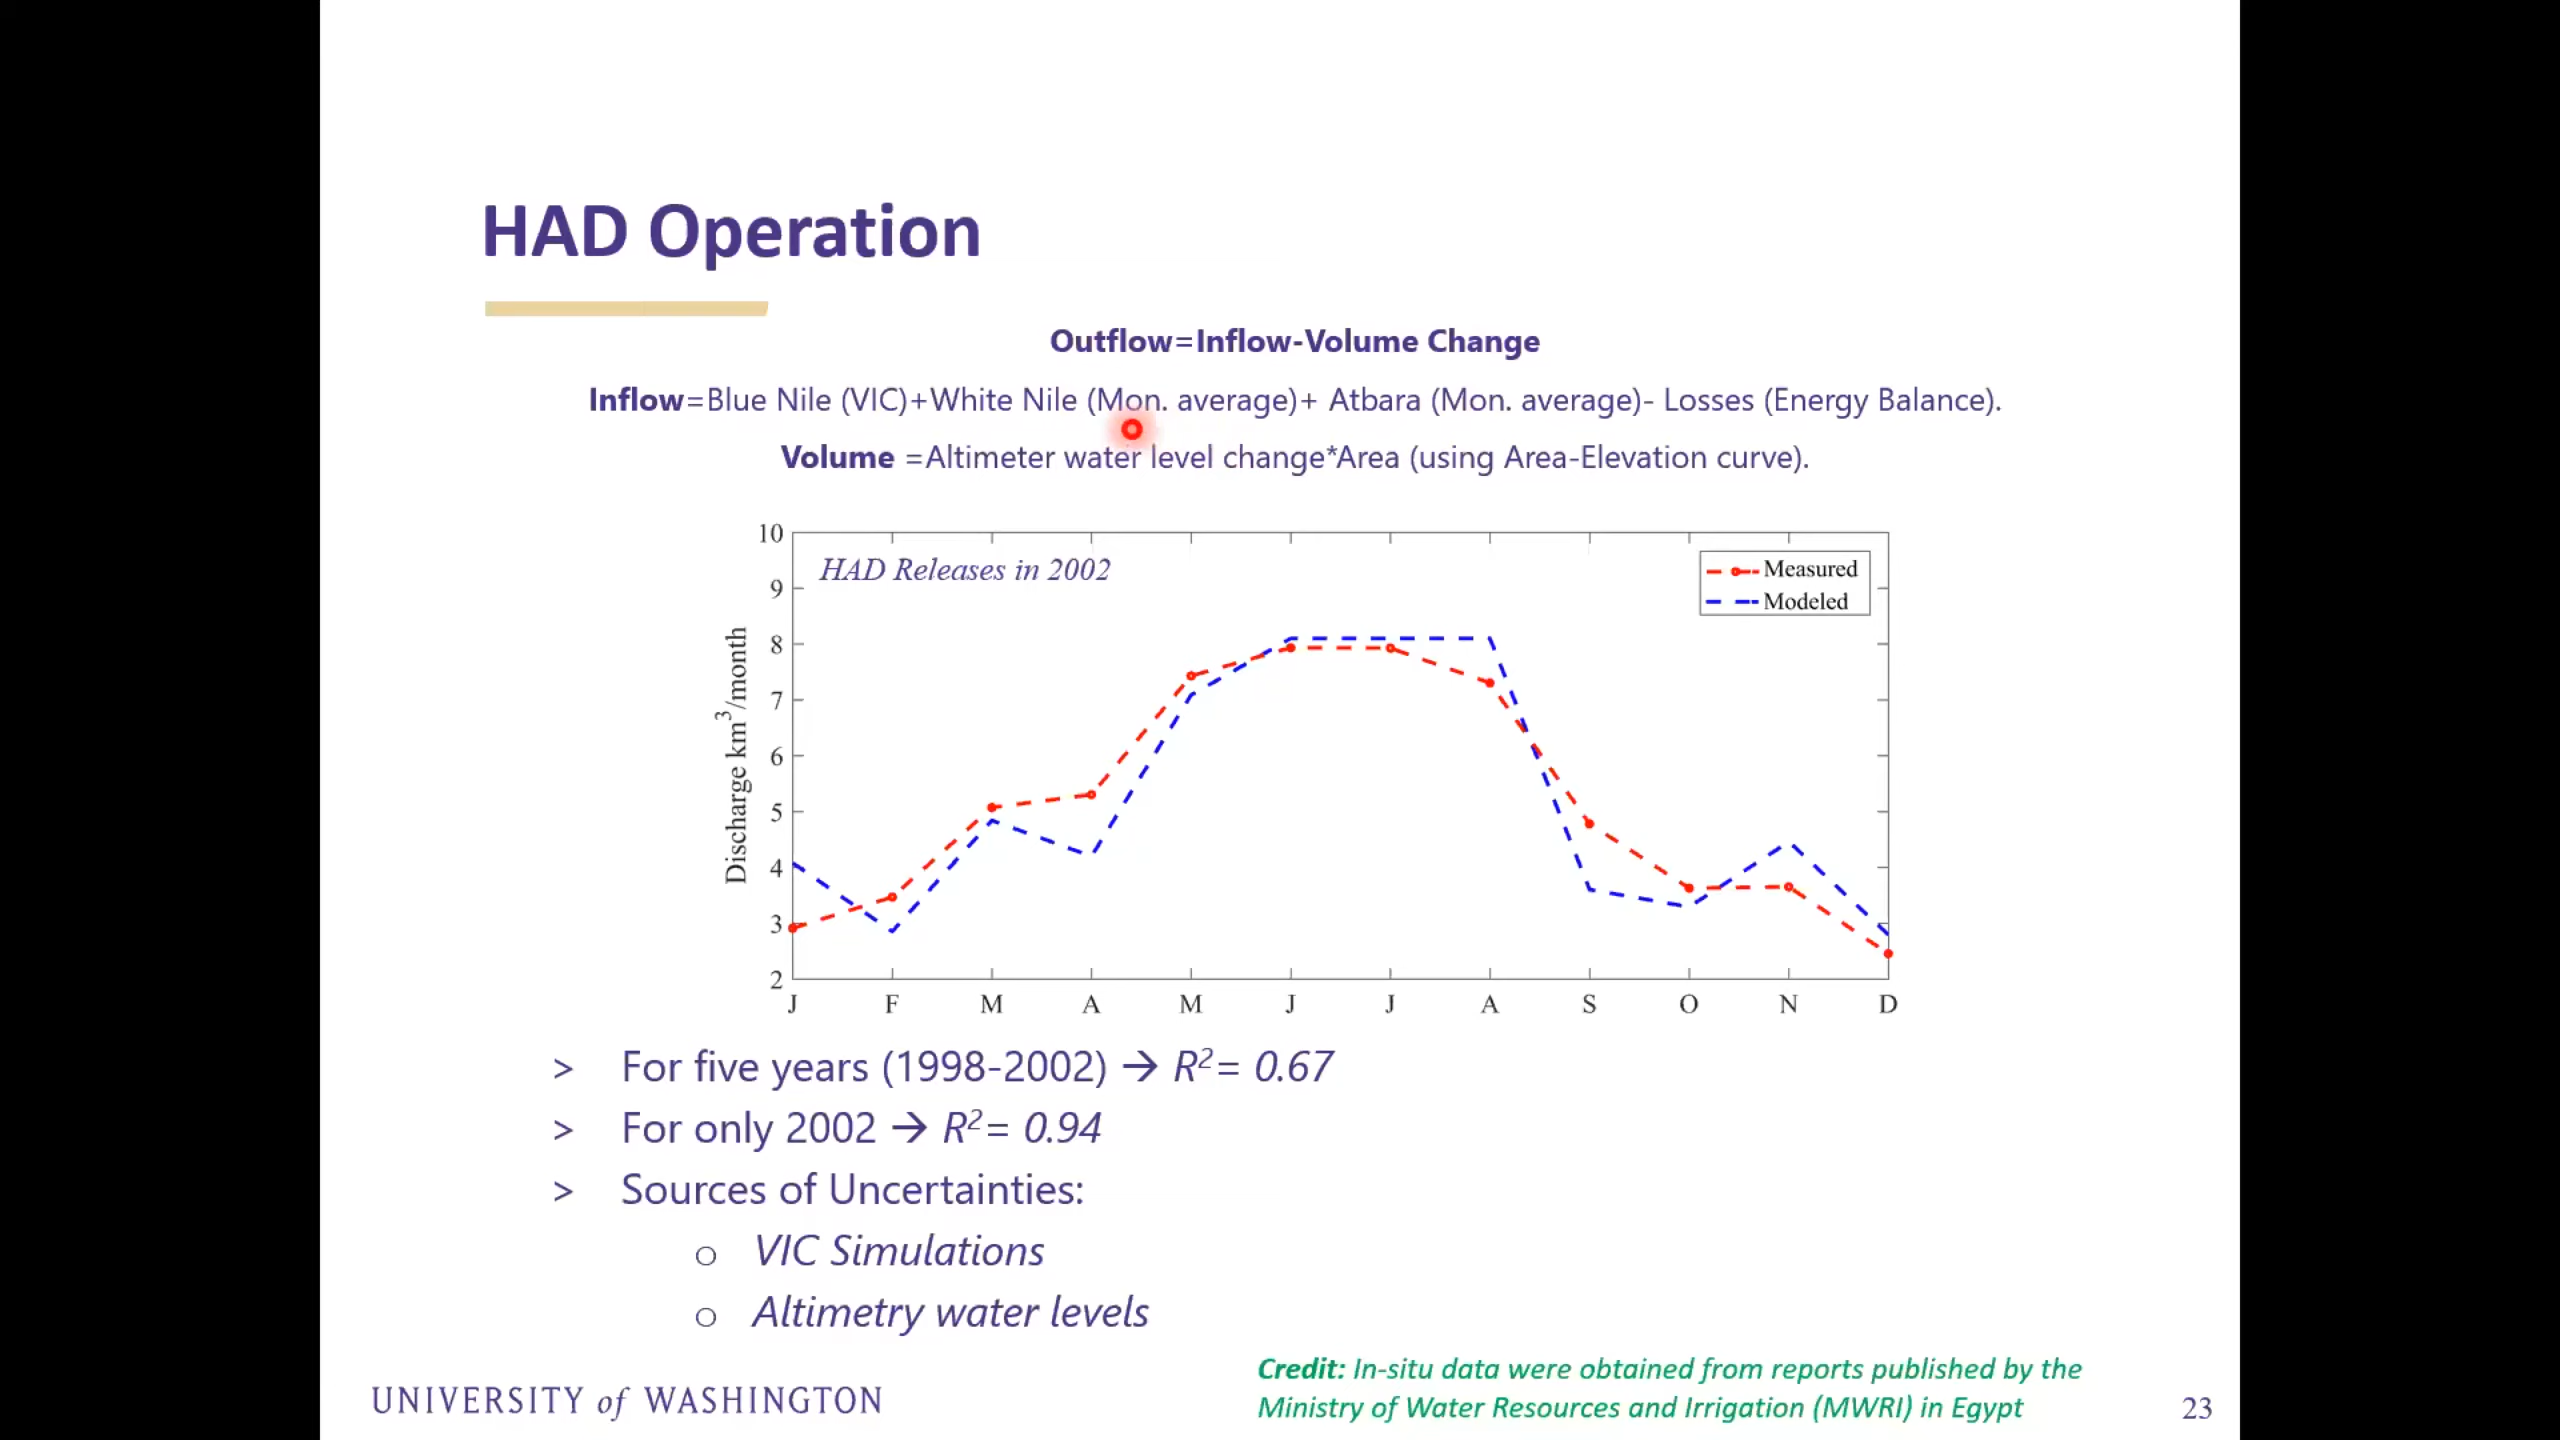 HAD Operation
Outflow=Inflow-Volume Change
Inflow=Blue Nile (VIC)+White Nile (Mon. average)+ Atbara (Mon. average)- Losses (Energy Balance).
Volume =Altimeter water level change*Area (using Area-Elevation curve).
HAD Releases in 2002
Measured
Modeled
Discharge km³/month
10
9
8
7
6
5
4
3
2
J F M A M J J A S O N D
> For five years (1998-2002) → R²= 0.67
> For only 2002 → R²= 0.94
> Sources of Uncertainties:
o VIC Simulations
o Altimetry water levels
Credit: In-situ data were obtained from reports published by the
Ministry of Water Resources and Irrigation (MWRI) in Egypt
UNIVERSITY of WASHINGTON
23